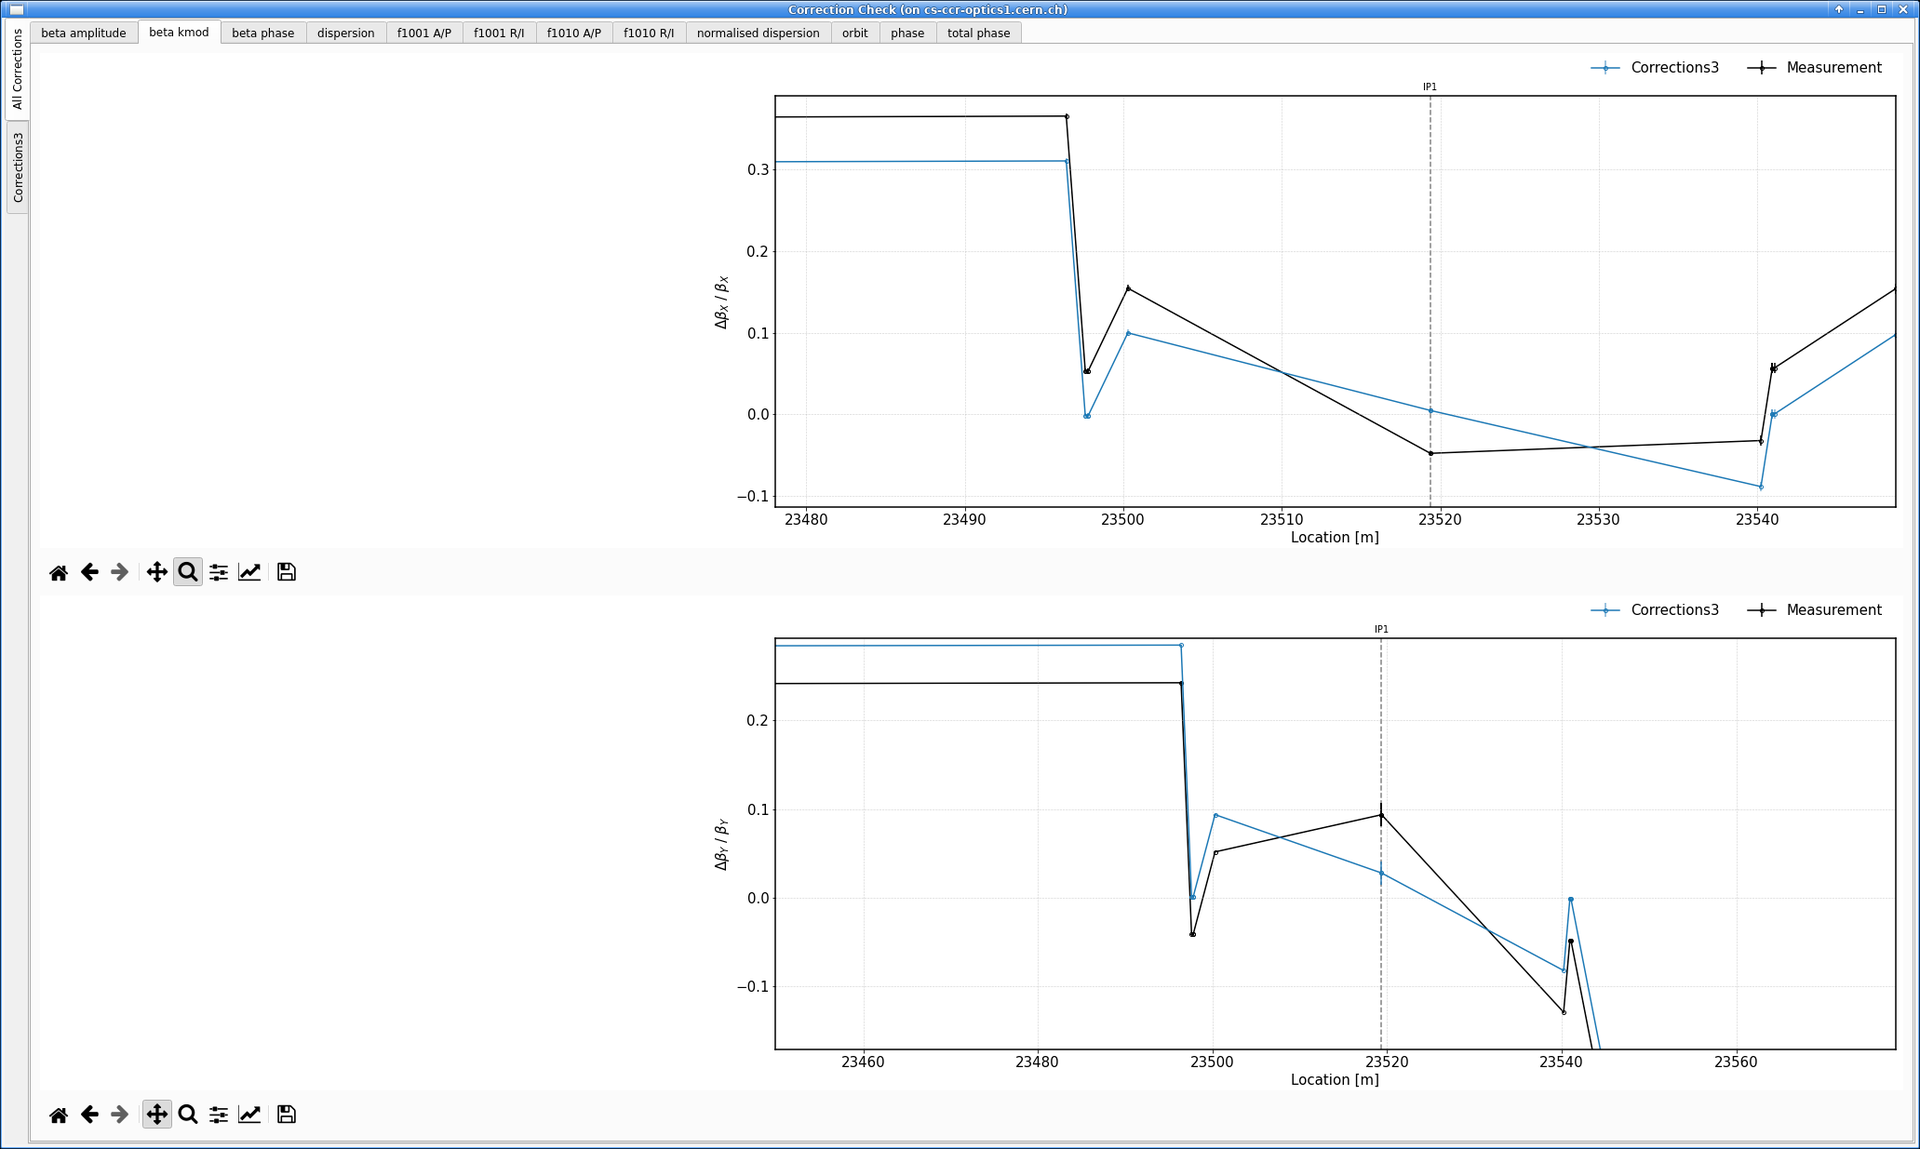 Correction Check (on cs-ccr-optics1.cern.ch)
beta amplitude beta kmod beta phase dispersion f1001 A/P f1001 R/I f1010 A/P f1010 R/I normalised dispersion orbit phase total phase
All Corrections
Corrections3
Corrections3 Measurement
IP1
0.3
0.2
0.1
0.0
−0.1
ΔβX / βX
23480 23490 23500 23510 23520 23530 23540
Location [m]
Corrections3 Measurement
IP1
0.2
0.1
0.0
−0.1
ΔβY / βY
23460 23480 23500 23520 23540 23560
Location [m]